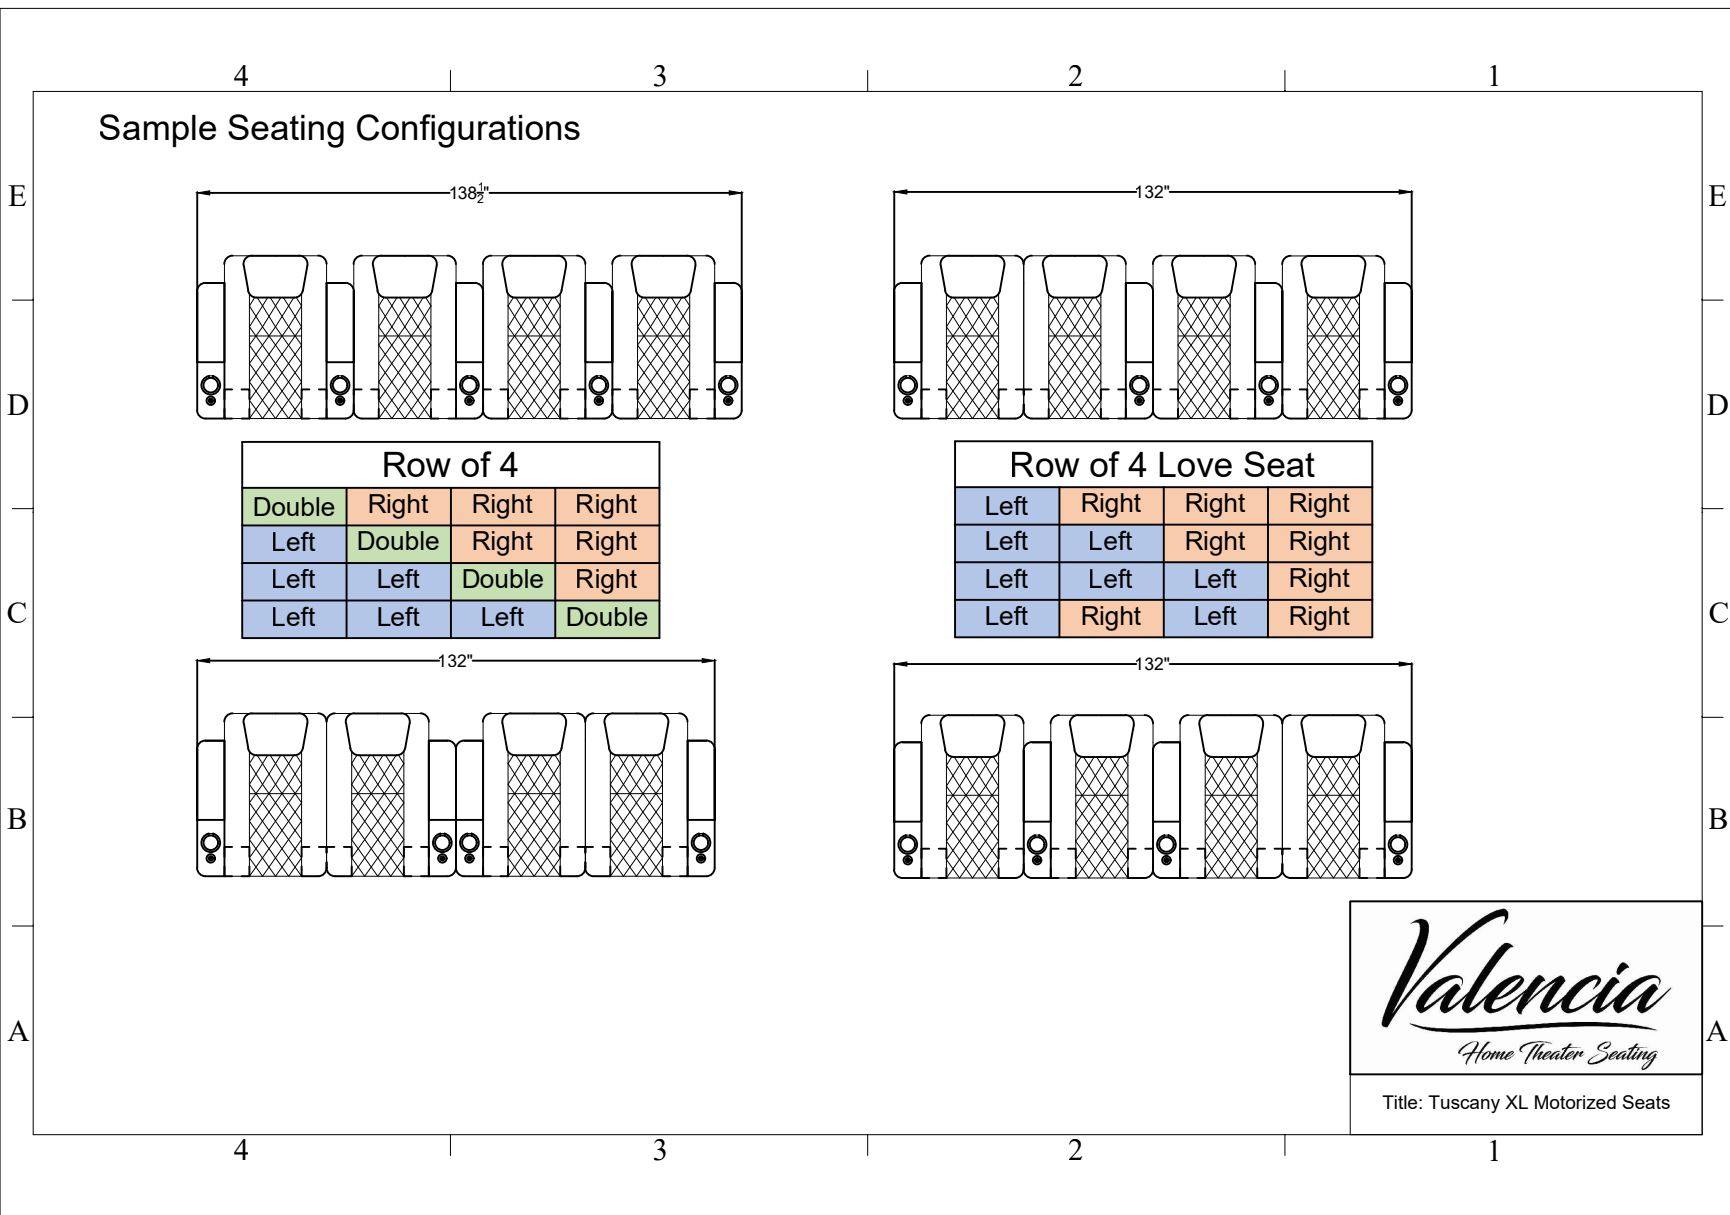 4 3 2 1
Sample Seating Configurations
E E
138 1/2" 132"
D D
Row of 4
Double Right Right Right
Left Double Right Right
Left Left Double Right
Left Left Left Double
Row of 4 Love Seat
Left Right Right Right
Left Left Right Right
Left Left Left Right
Left Right Left Right
C C
132" 132"
B B
Valencia
Home Theater Seating
A A
Title: Tuscany XL Motorized Seats
4 3 2 1